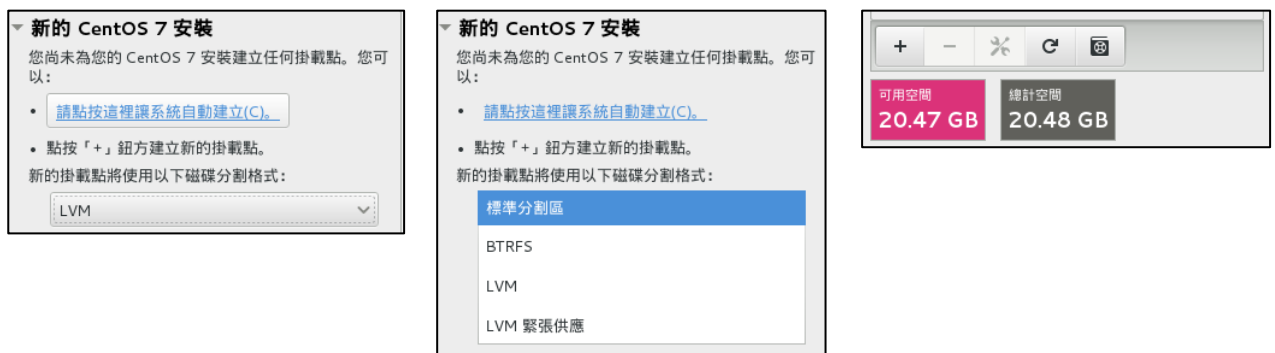 新的 CentOS 7 安裝
您尚未為您的 CentOS 7 安裝建立任何掛載點。您可
以：
• 請點按這裡讓系統自動建立(C)。
• 點按「+」鈕方建立新的掛載點。
新的掛載點將使用以下磁碟分割格式：
LVM
新的 CentOS 7 安裝
您尚未為您的 CentOS 7 安裝建立任何掛載點。您可
以：
• 請點按這裡讓系統自動建立(C)。
• 點按「+」鈕方建立新的掛載點。
新的掛載點將使用以下磁碟分割格式：
標準分割區
BTRFS
LVM
LVM 緊張供應
可用空間
20.47 GB
總計空間
20.48 GB